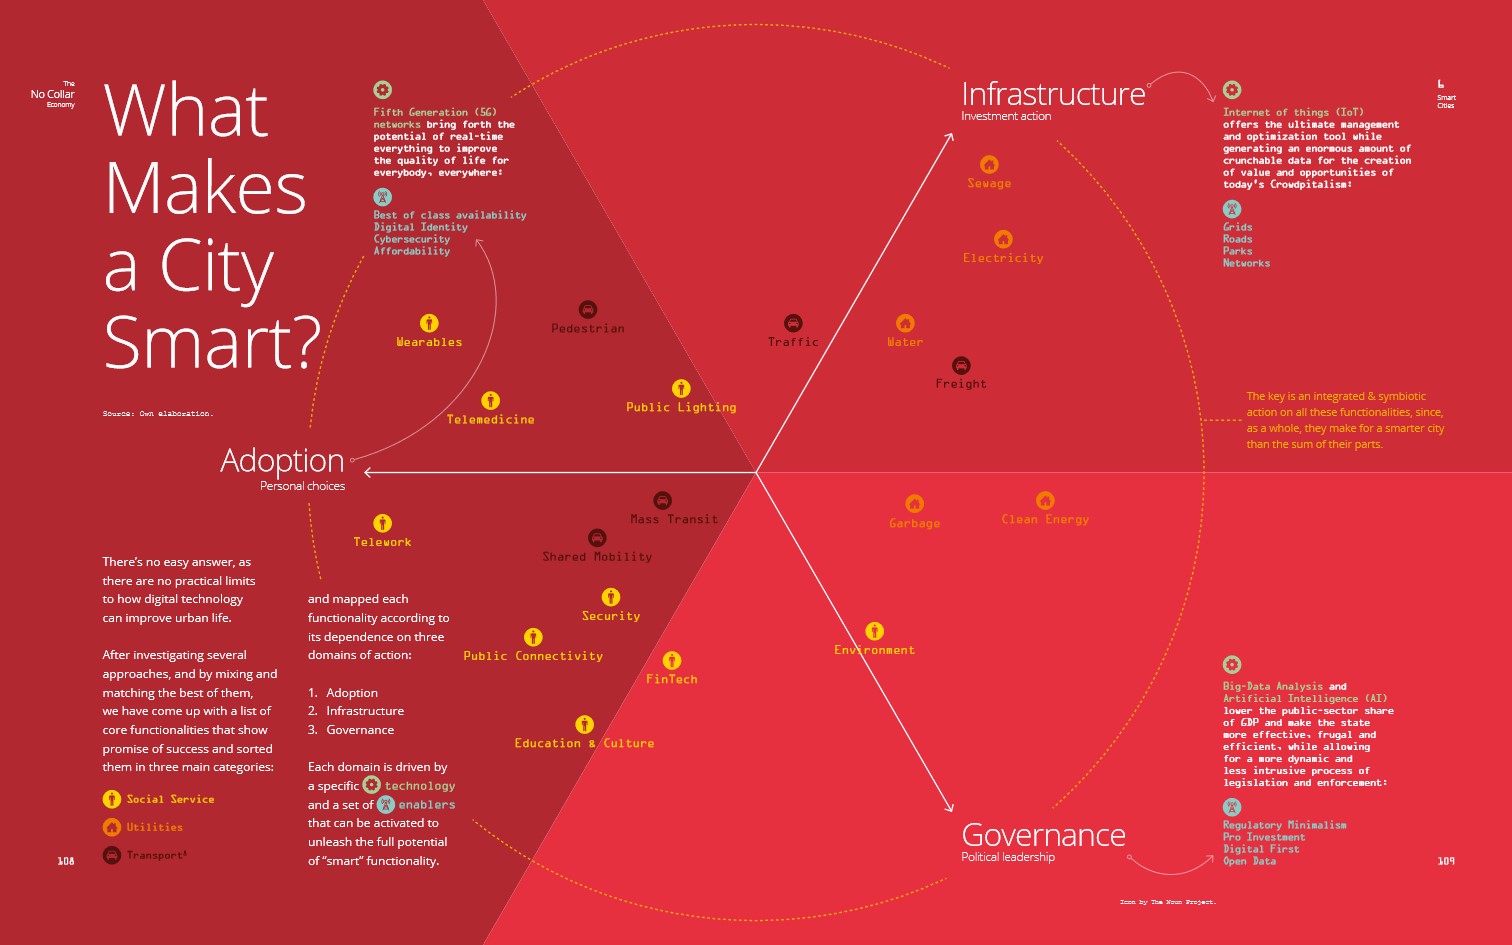 The
No Collar
Economy
What
Makes
a City
Smart?
Source: Own elaboration.
Fifth Generation (5G)
networks bring forth the
potential of real-time
everything to improve
the quality of life for
everybody, everywhere:
Best of class availability
Digital Identity
Cybersecurity
Affordability
Infrastructure
Investment action
Internet of things (IoT)
offers the ultimate management
and optimization tool while
generating an enormous amount of
crunchable data for the creation
of value and opportunities of
today's Crowdpitalism:
Grids
Roads
Parks
Networks
6
Smart
Cities
Sewage
Electricity
Wearables
Pedestrian
Traffic
Water
Freight
Telemedicine
Public Lighting
The key is an integrated & symbiotic
action on all these functionalities, since,
as a whole, they make for a smarter city
than the sum of their parts.
Adoption
Personal choices
Telework
Mass Transit
Shared Mobility
Garbage
Clean Energy
Security
Public Connectivity
FinTech
Environment
Education & Culture
There's no easy answer, as
there are no practical limits
to how digital technology
can improve urban life.
After investigating several
approaches, and by mixing and
matching the best of them,
we have come up with a list of
core functionalities that show
promise of success and sorted
them in three main categories:
Social Service
Utilities
Transport⁸
and mapped each
functionality according to
its dependence on three
domains of action:
1. Adoption
2. Infrastructure
3. Governance
Each domain is driven by
a specific technology
and a set of enablers
that can be activated to
unleash the full potential
of "smart" functionality.
Governance
Political leadership
Big-Data Analysis and
Artificial Intelligence (AI)
lower the public-sector share
of GDP and make the state
more effective, frugal and
efficient, while allowing
for a more dynamic and
less intrusive process of
legislation and enforcement:
Regulatory Minimalism
Pro Investment
Digital First
Open Data
108
109
Icon by The Noun Project.